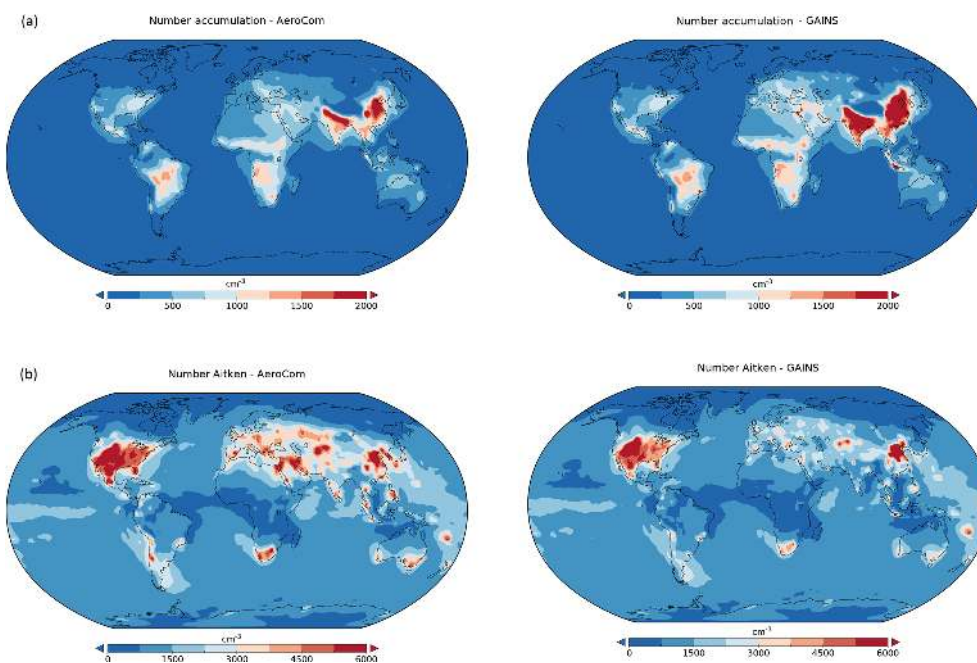 (a)
Number accumulation - AeroCom
Number accumulation - GAINS
cm⁻³
0 500 1000 1500 2000
cm⁻³
0 500 1000 1500 2000
(b)
Number Aitken - AeroCom
Number Aitken - GAINS
cm⁻³
0 1500 3000 4500 6000
cm⁻³
0 1500 3000 4500 6000